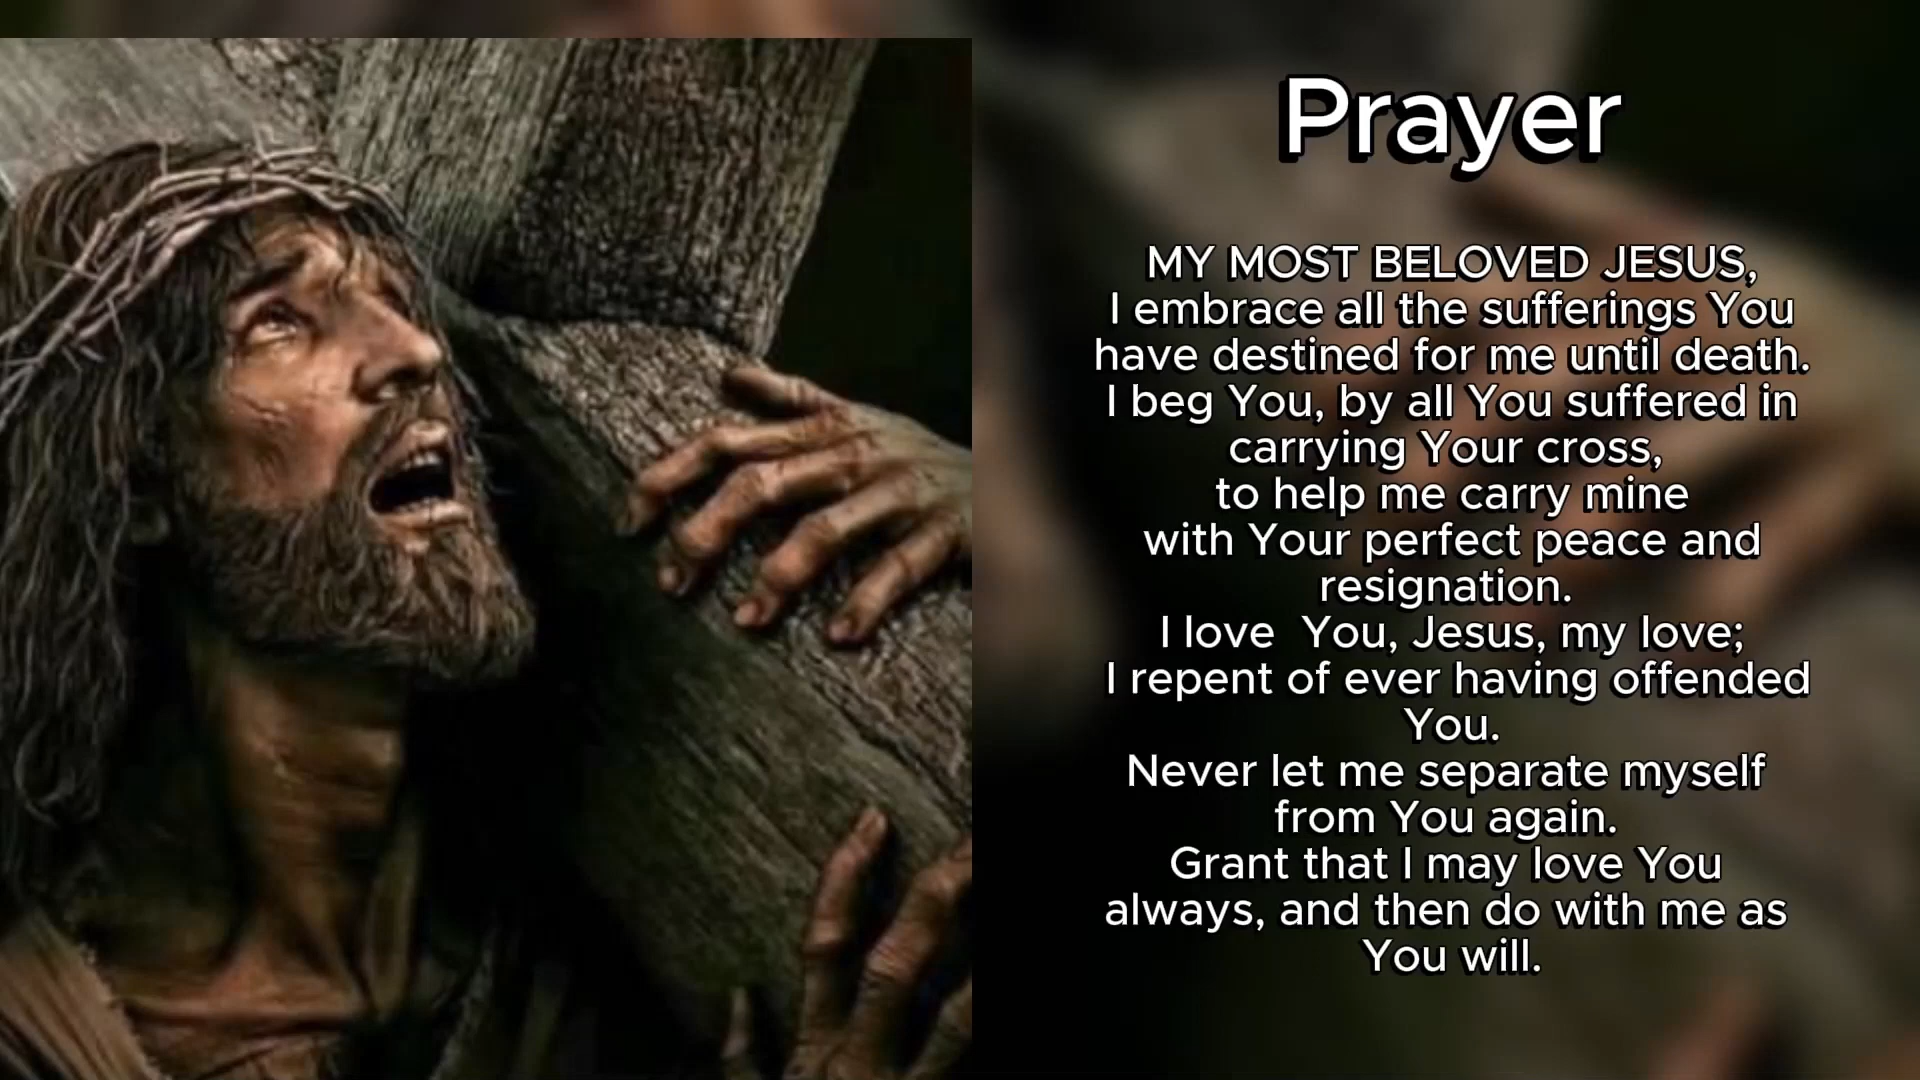 Prayer
MY MOST BELOVED JESUS,
I embrace all the sufferings You
have destined for me until death.
I beg You, by all You suffered in
carrying Your cross,
to help me carry mine
with Your perfect peace and
resignation.
I love  You, Jesus, my love;
I repent of ever having offended
You.
Never let me separate myself
from You again.
Grant that I may love You
always, and then do with me as
You will.